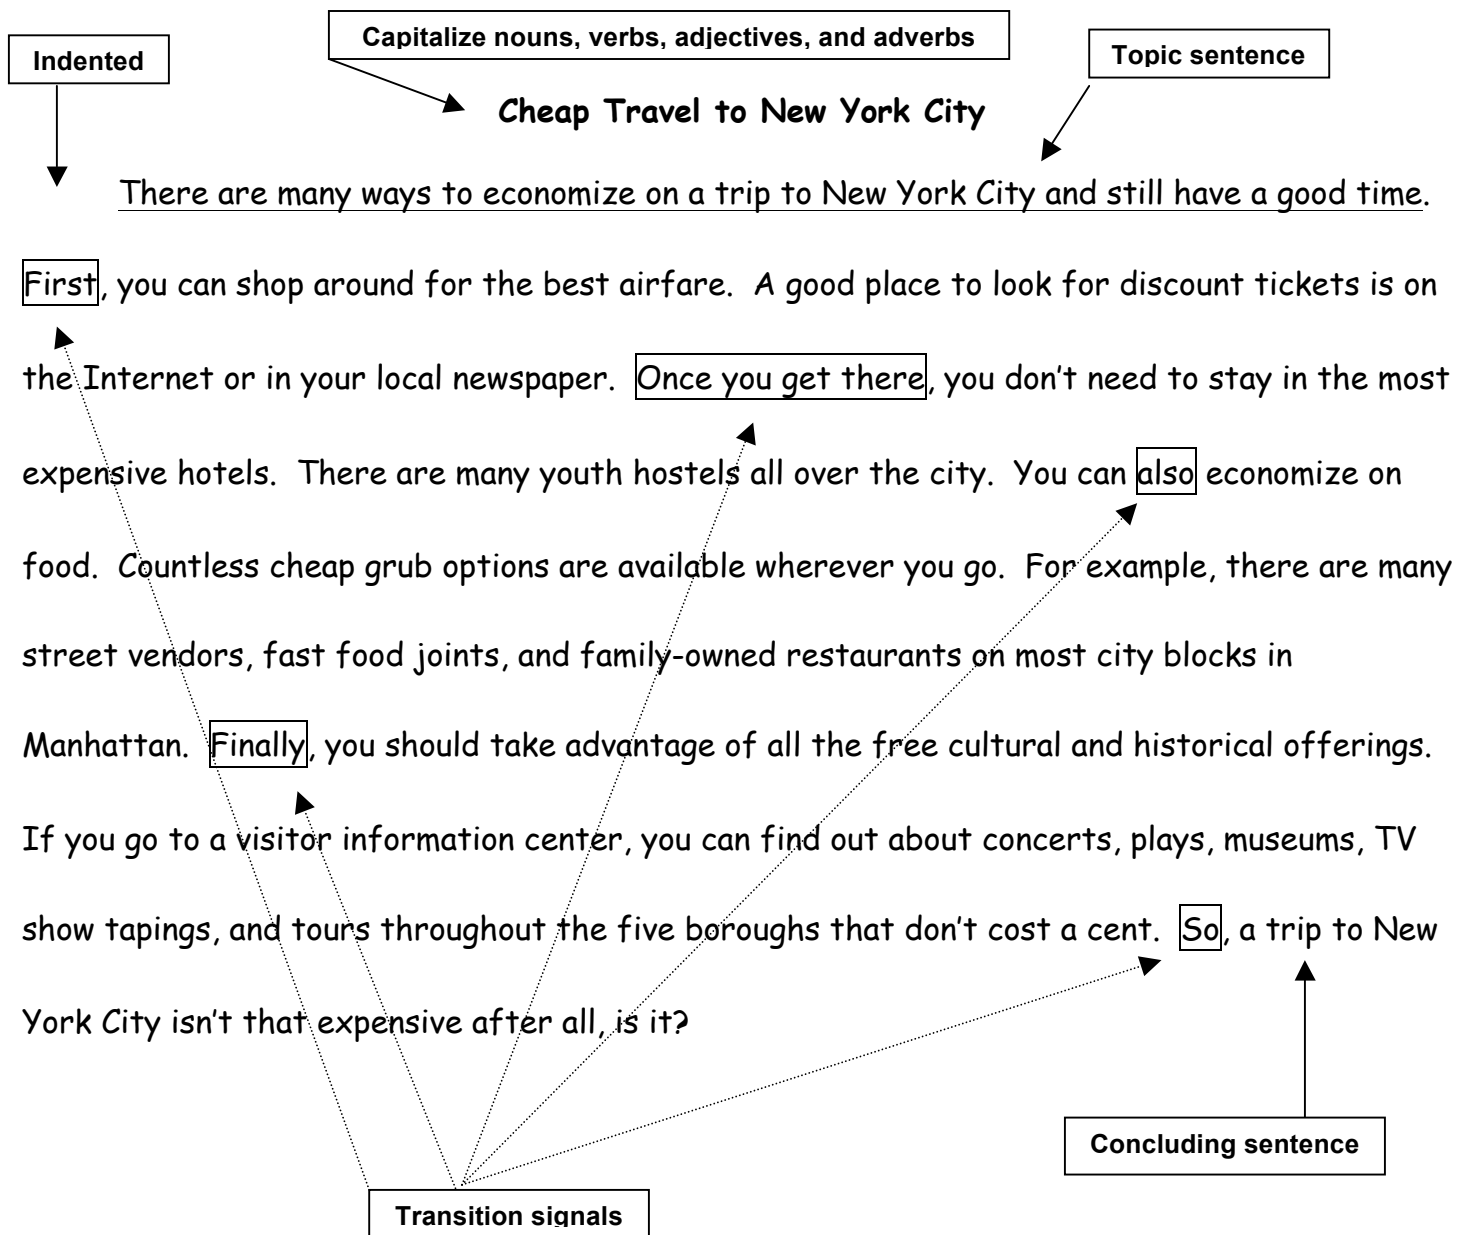 Capitalize nouns, verbs, adjectives, and adverbs
Indented
Topic sentence
Cheap Travel to New York City
There are many ways to economize on a trip to New York City and still have a good time.
First, you can shop around for the best airfare.  A good place to look for discount tickets is on
the Internet or in your local newspaper.  Once you get there, you don't need to stay in the most
expensive hotels.  There are many youth hostels all over the city.  You can also economize on
food.  Countless cheap grub options are available wherever you go.  For example, there are many
street vendors, fast food joints, and family-owned restaurants on most city blocks in
Manhattan.  Finally, you should take advantage of all the free cultural and historical offerings.
If you go to a visitor information center, you can find out about concerts, plays, museums, TV
show tapings, and tours throughout the five boroughs that don't cost a cent.  So, a trip to New
York City isn't that expensive after all, is it?
Concluding sentence
Transition signals